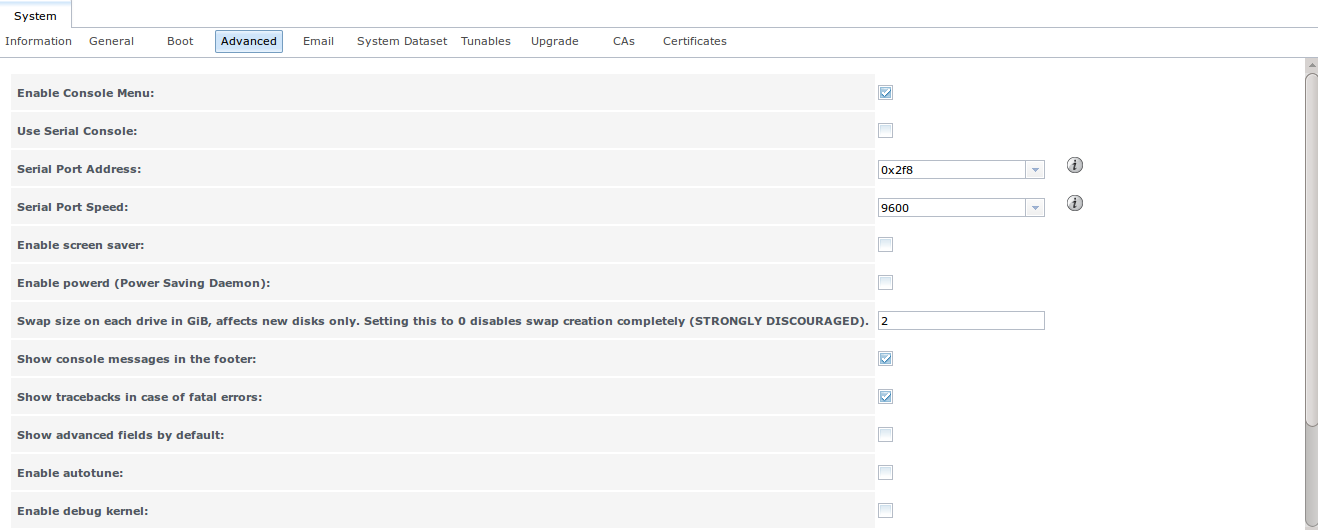 System
Information General Boot Advanced Email System Dataset Tunables Upgrade CAs Certificates
Enable Console Menu:
Use Serial Console:
Serial Port Address: 0x2f8 i
Serial Port Speed: 9600 i
Enable screen saver:
Enable powerd (Power Saving Daemon):
Swap size on each drive in GiB, affects new disks only. Setting this to 0 disables swap creation completely (STRONGLY DISCOURAGED). 2
Show console messages in the footer:
Show tracebacks in case of fatal errors:
Show advanced fields by default:
Enable autotune:
Enable debug kernel: